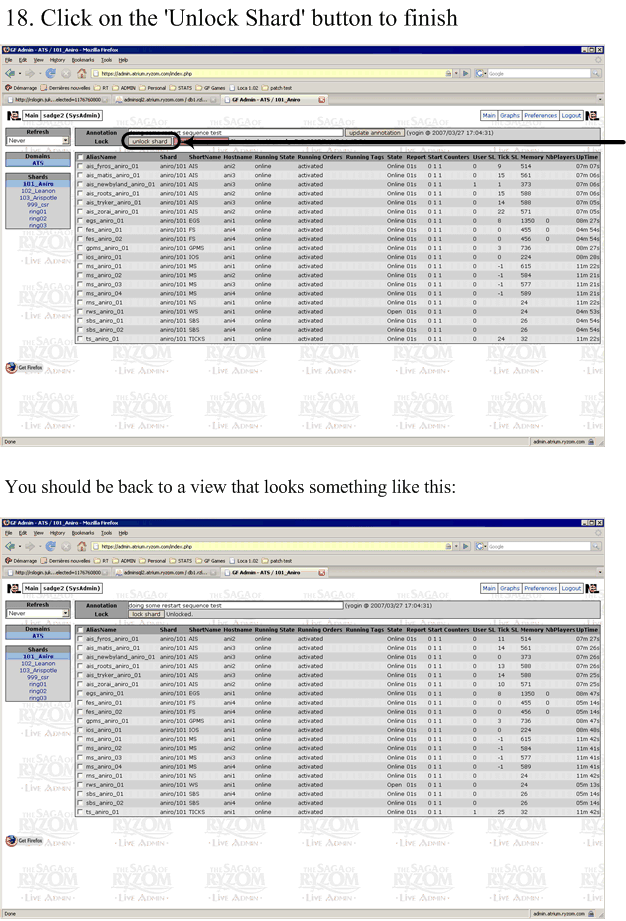 18. Click on the 'Unlock Shard' button to finish
GF Admin - ATS / 101_Aniro - Mozilla Firefox
File Edit View History Bookmarks Tools Help
https://admin.atrium.ryzom.com/index.php
Google
Démarrage Dernières nouvelles RT ADMIN Personal STATS GF Games Loca 1.02 patch test
GF Admin - ATS / 101_Aniro
Main sadge2 (SysAdmin) Main Graphs Preferences Logout
Refresh
Never
Annotation doing some restart sequence test update annotation (yogin @ 2007/03/27 17:04:31)
Lock unlock shard
Domains
ATS
Shards
101_Aniro
102_Leanon
103_Arispotle
999_csr
ring01
ring02
ring03
AliasName Shard ShortName Hostname Running State Running Orders Running Tags State Report Start Counters User SL Tick SL Memory NbPlayers UpTime
ais_fyros_aniro_01 aniro/101 AIS ani2 online activated Online 01s 0 1 1 0 9 514 07m 07s
ais_matis_aniro_01 aniro/101 AIS ani2 online activated Online 01s 0 1 1 0 15 561 07m 06s
ais_newbyland_aniro_01 aniro/101 AIS ani2 online activated Online 01s 0 1 1 1 1 373 07m 06s
ais_roots_aniro_01 aniro/101 AIS ani2 online activated Online 01s 0 1 1 0 15 588 07m 06s
ais_tryker_aniro_01 aniro/101 AIS ani3 online activated Online 01s 0 1 1 0 14 588 07m 05s
ais_zorai_aniro_01 aniro/101 AIS ani2 online activated Online 01s 0 1 1 0 22 571 07m 05s
egs_aniro_01 aniro/101 EGS ani1 online activated Online 01s 0 1 1 0 8 1350 0 08m 27s
fes_aniro_01 aniro/101 FS ani4 online activated Online 01s 0 1 1 0 0 455 0 04m 54s
fes_aniro_02 aniro/101 FS ani4 online activated Online 01s 0 1 1 0 0 456 0 04m 54s
gpms_aniro_01 aniro/101 GPMS ani1 online activated Online 01s 0 1 1 0 3 736 08m 27s
ios_aniro_01 aniro/101 IOS ani1 online activated Online 01s 0 1 1 0 0 224 08m 28s
ms_aniro_01 aniro/101 MS ani1 online activated Online 01s 0 1 1 0 -1 615 11m 22s
ms_aniro_02 aniro/101 MS ani2 online activated Online 01s 0 1 1 0 -1 584 11m 21s
ms_aniro_03 aniro/101 MS ani3 online activated Online 01s 0 1 1 0 -1 577 11m 21s
ms_aniro_04 aniro/101 MS ani4 online activated Online 01s 0 1 1 0 -1 589 11m 21s
rns_aniro_01 aniro/101 NS ani1 online activated Online 01s 0 1 1 0 24 11m 22s
rws_aniro_01 aniro/101 WS ani1 online activated Open 01s 0 1 1 0 24 04m 53s
sbs_aniro_01 aniro/101 SBS ani4 online activated Online 01s 0 1 1 0 26 04m 54s
sbs_aniro_02 aniro/101 SBS ani4 online activated Online 01s 0 1 1 0 26 04m 54s
ts_aniro_01 aniro/101 TICKS ani1 online activated Online 01s 0 1 1 0 24 32 11m 22s
Get Firefox
Done admin.atrium.ryzom.com
You should be back to a view that looks something like this:
GF Admin - ATS / 101_Aniro - Mozilla Firefox
File Edit View History Bookmarks Tools Help
https://admin.atrium.ryzom.com/index.php
Google
Démarrage Dernières nouvelles RT ADMIN Personal STATS GF Games Loca 1.02 patch test
GF Admin - ATS / 101_Aniro
Main sadge2 (SysAdmin) Main Graphs Preferences Logout
Refresh
Never
Annotation doing some restart sequence test (yogin @ 2007/03/27 17:04:31)
Lock lock shard Unlocked.
Domains
ATS
Shards
101_Aniro
102_Leanon
103_Arispotle
999_csr
ring01
ring02
ring03
AliasName Shard ShortName Hostname Running State Running Orders Running Tags State Report Start Counters User SL Tick SL Memory NbPlayers UpTime
ais_fyros_aniro_01 aniro/101 AIS ani2 online activated Online 01s 0 1 1 0 11 514 07m 27s
ais_matis_aniro_01 aniro/101 AIS ani2 online activated Online 01s 0 1 1 0 14 561 07m 26s
ais_newbyland_aniro_01 aniro/101 AIS ani2 online activated Online 01s 0 1 1 0 0 373 07m 26s
ais_roots_aniro_01 aniro/101 AIS ani2 online activated Online 01s 0 1 1 0 13 588 07m 26s
ais_tryker_aniro_01 aniro/101 AIS ani3 online activated Online 01s 0 1 1 0 14 588 07m 25s
ais_zorai_aniro_01 aniro/101 AIS ani2 online activated Online 01s 0 1 1 0 10 571 07m 25s
egs_aniro_01 aniro/101 EGS ani1 online activated Online 01s 0 1 1 0 8 1350 0 08m 47s
fes_aniro_01 aniro/101 FS ani4 online activated Online 01s 0 1 1 0 0 455 0 05m 14s
fes_aniro_02 aniro/101 FS ani4 online activated Online 01s 0 1 1 0 0 456 0 05m 14s
gpms_aniro_01 aniro/101 GPMS ani1 online activated Online 01s 0 1 1 0 3 736 08m 47s
ios_aniro_01 aniro/101 IOS ani1 online activated Online 01s 0 1 1 0 0 224 08m 48s
ms_aniro_01 aniro/101 MS ani1 online activated Online 01s 0 1 1 0 -1 615 11m 42s
ms_aniro_02 aniro/101 MS ani2 online activated Online 01s 0 1 1 0 -1 584 11m 41s
ms_aniro_03 aniro/101 MS ani3 online activated Online 01s 0 1 1 0 -1 577 11m 41s
ms_aniro_04 aniro/101 MS ani4 online activated Online 01s 0 1 1 0 -1 589 11m 41s
rns_aniro_01 aniro/101 NS ani1 online activated Online 01s 0 1 1 0 24 11m 42s
rws_aniro_01 aniro/101 WS ani1 online activated Open 01s 0 1 1 0 24 05m 13s
sbs_aniro_01 aniro/101 SBS ani4 online activated Online 01s 0 1 1 0 26 05m 14s
sbs_aniro_02 aniro/101 SBS ani4 online activated Online 01s 0 1 1 0 26 05m 14s
ts_aniro_01 aniro/101 TICKS ani1 online activated Online 01s 0 1 1 1 25 32 11m 42s
Get Firefox
THE SAGA OF
RYZOM
· LIVE ADMIN ·
Done admin.atrium.ryzom.com